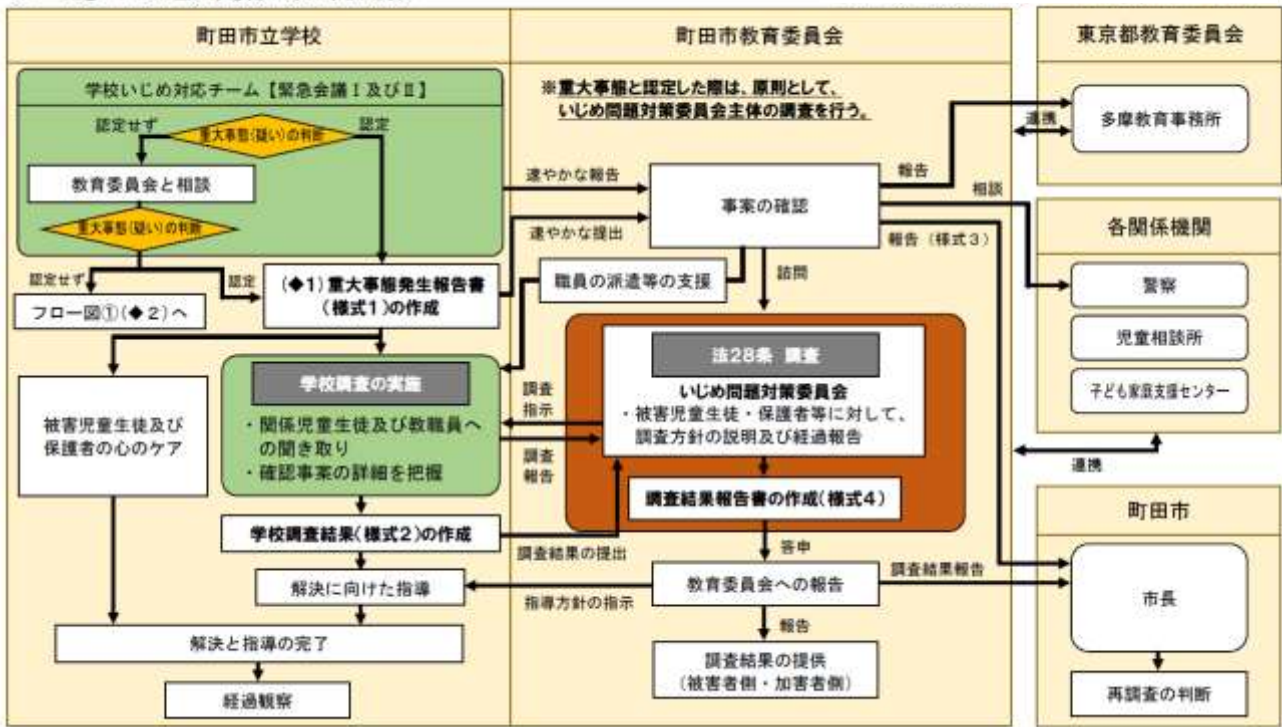 町田市立学校
学校いじめ対応チーム【緊急会議Ⅰ及びⅡ】
認定せず
重大事態(疑い)の判断
認定
教育委員会と相談
重大事態(疑い)の判断
認定せず
認定
フロー図①(◆2)へ
(◆1)重大事態発生報告書
(様式1)の作成
学校調査の実施
・関係児童生徒及び教職員へ
の聞き取り
・確認事案の詳細を把握
被害児童生徒及び
保護者の心のケア
学校調査結果(様式2)の作成
解決に向けた指導
解決と指導の完了
経過観察
町田市教育委員会
※重大事態と認定した際は、原則として、
いじめ問題対策委員会主体の調査を行う。
速やかな報告
速やかな提出
事案の確認
職員の派遣等の支援
諮問
法28条 調査
いじめ問題対策委員会
・被害児童生徒・保護者等に対して、
調査方針の説明及び経過報告
調査
指示
調査
報告
調査結果報告書の作成(様式4)
調査結果の提出
答申
教育委員会への報告
指導方針の指示
報告
調査結果の提供
(被害者側・加害者側)
報告
相談
報告(様式3)
調査結果報告
東京都教育委員会
連携
多摩教育事務所
各関係機関
警察
児童相談所
子ども家庭支援センター
連携
町田市
市長
再調査の判断